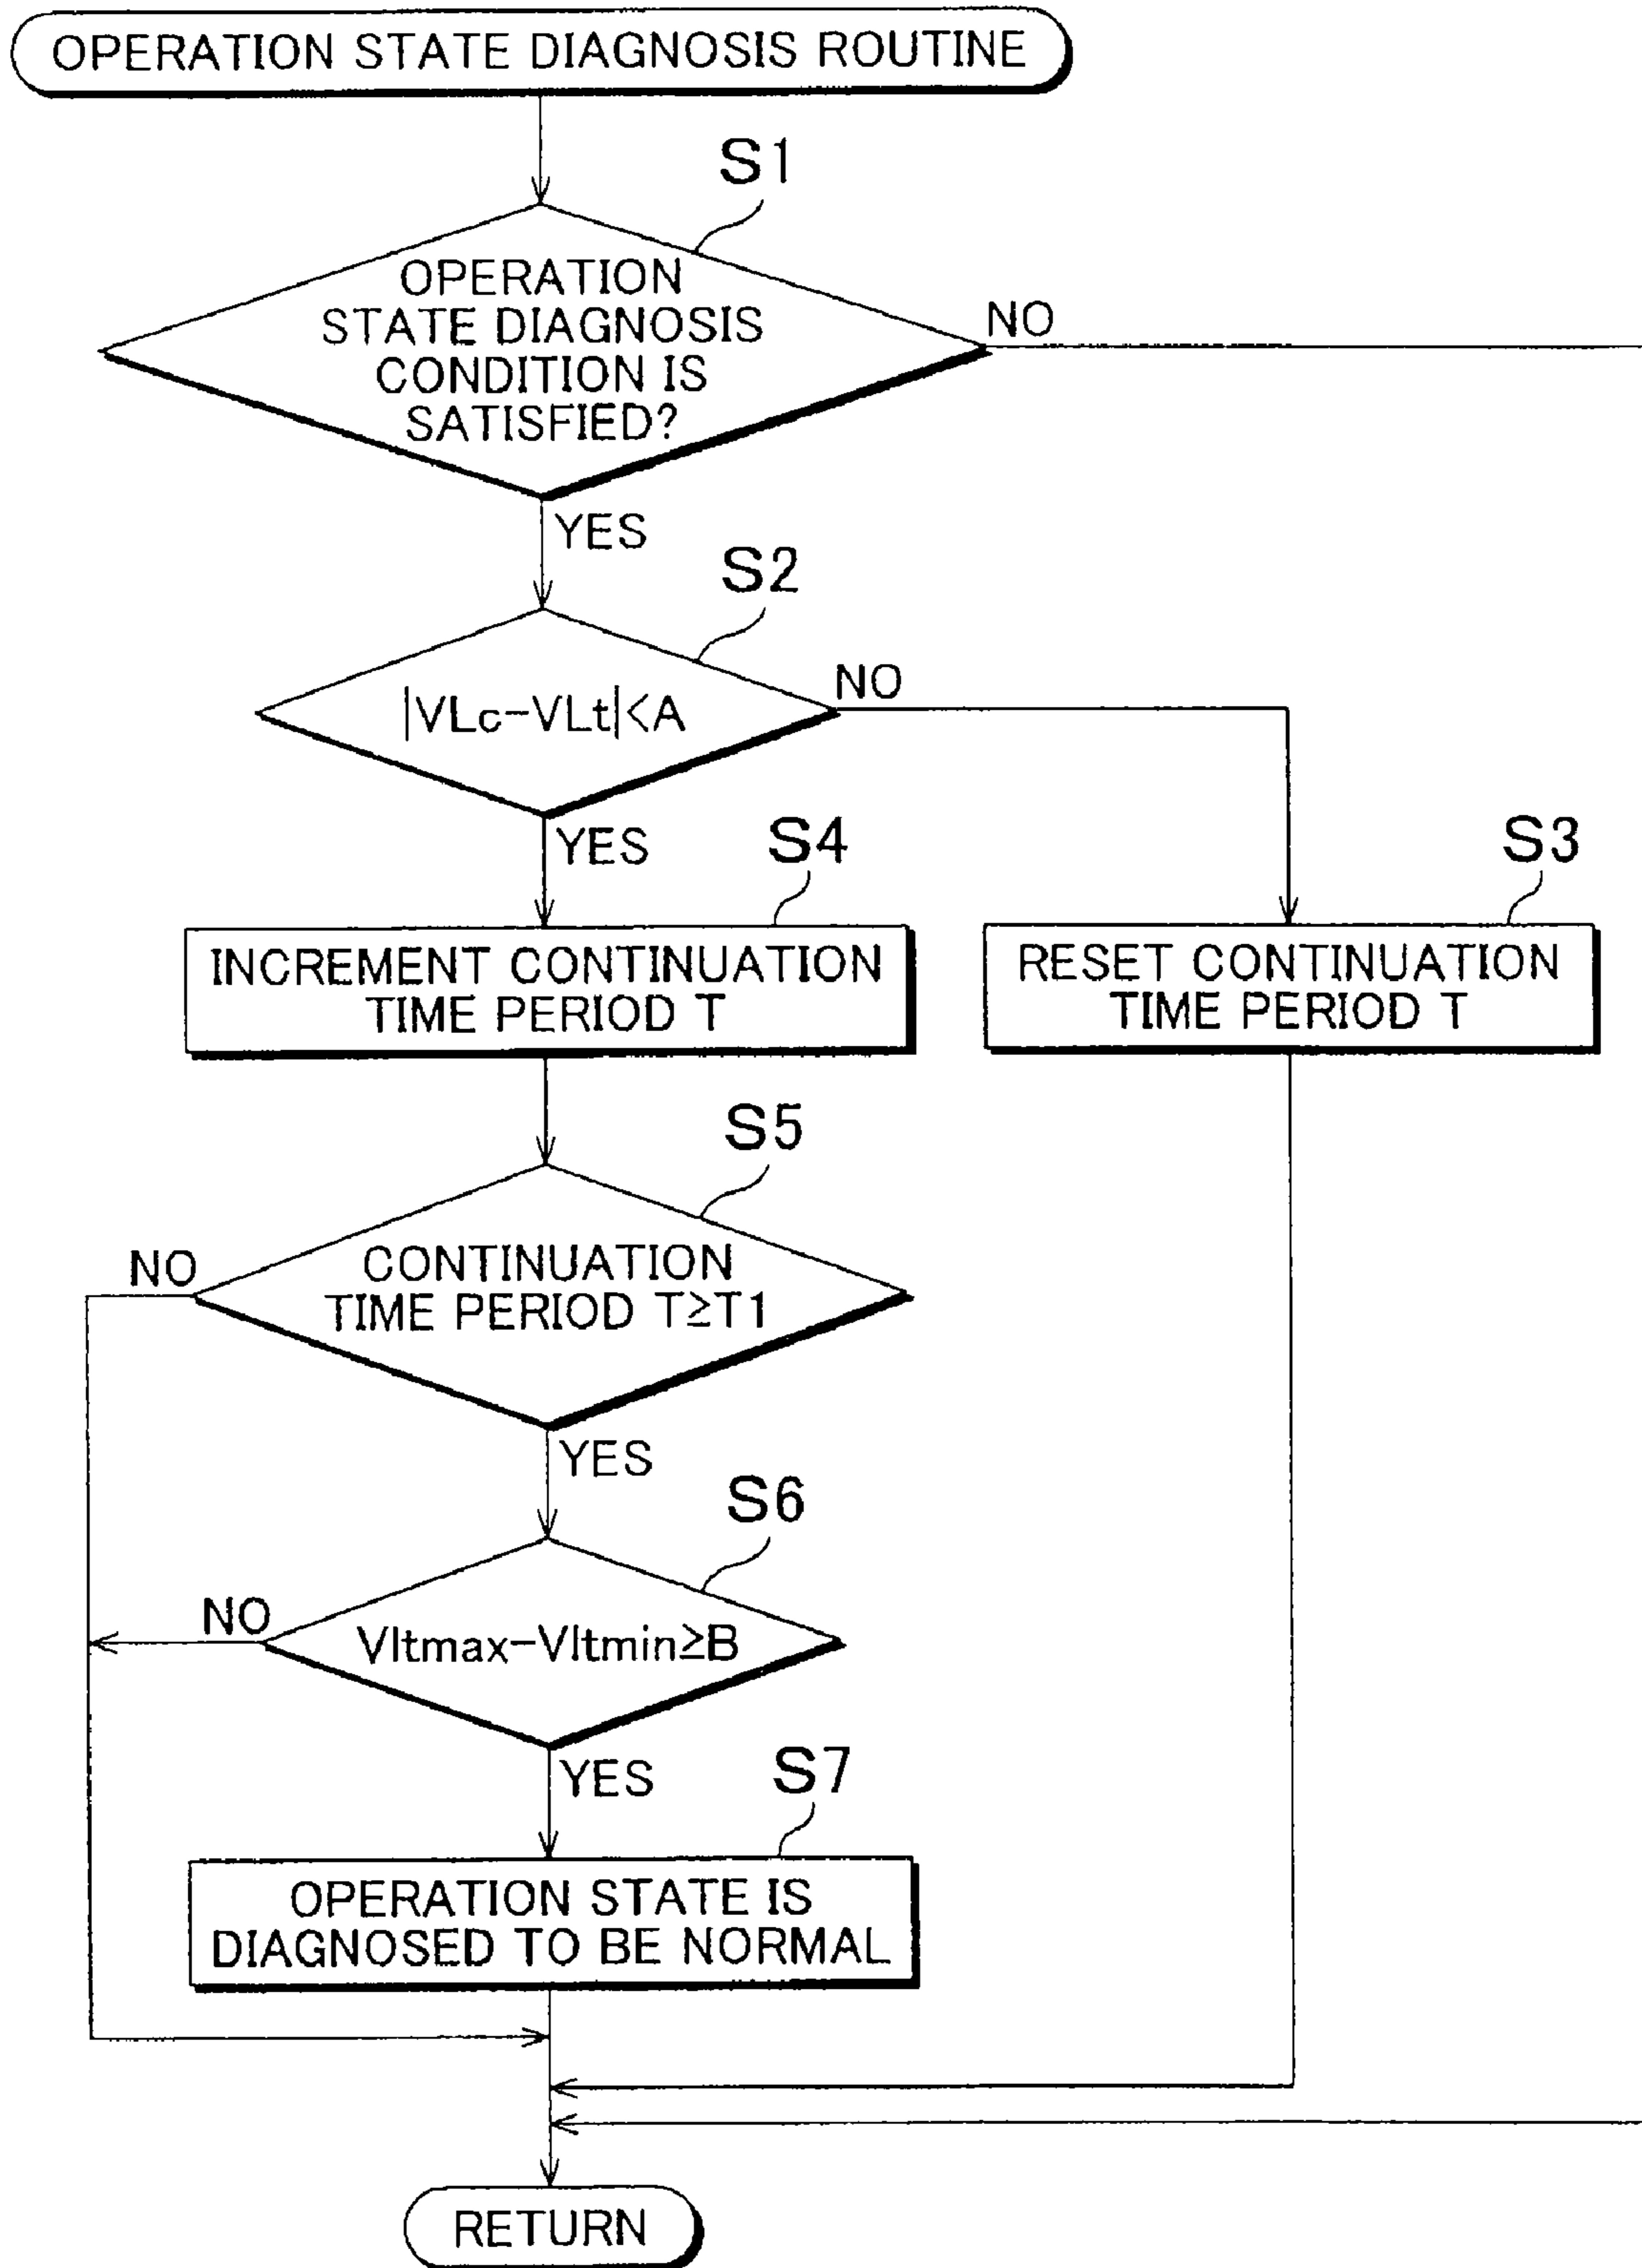 OPERATION STATE DIAGNOSIS ROUTINE
S1
OPERATION
STATE DIAGNOSIS
CONDITION IS
SATISFIED?
NO
YES
S2
|VLc-VLt|<A
NO
YES
S4
INCREMENT CONTINUATION
TIME PERIOD T
S3
RESET CONTINUATION
TIME PERIOD T
S5
CONTINUATION
TIME PERIOD T≥T1
NO
YES
S6
Vltmax-Vltmin≥B
NO
YES
S7
OPERATION STATE IS
DIAGNOSED TO BE NORMAL
RETURN